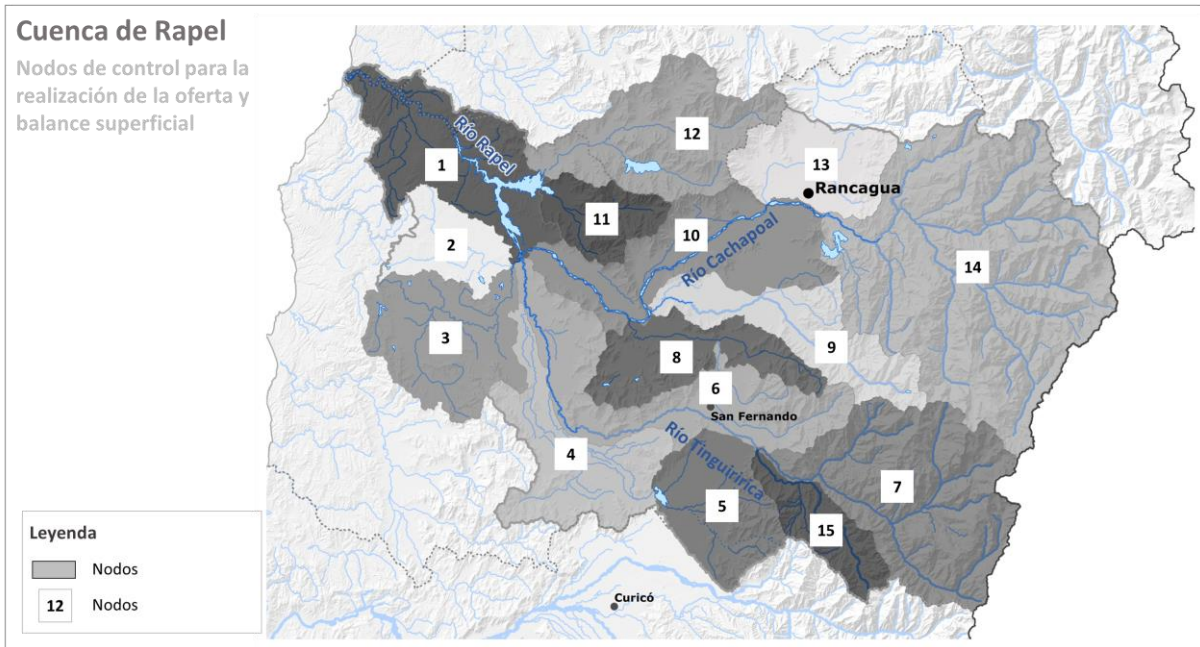 Cuenca de Rapel
Nodos de control para la
realización de la oferta y
balance superficial
Río Rapel
12
13
Rancagua
1
11
10
Río Cachapoal
2
14
3
8
9
6
San Fernando
Río Tinguiririca
4
7
5
15
Curicó
Leyenda
Nodos
12 Nodos